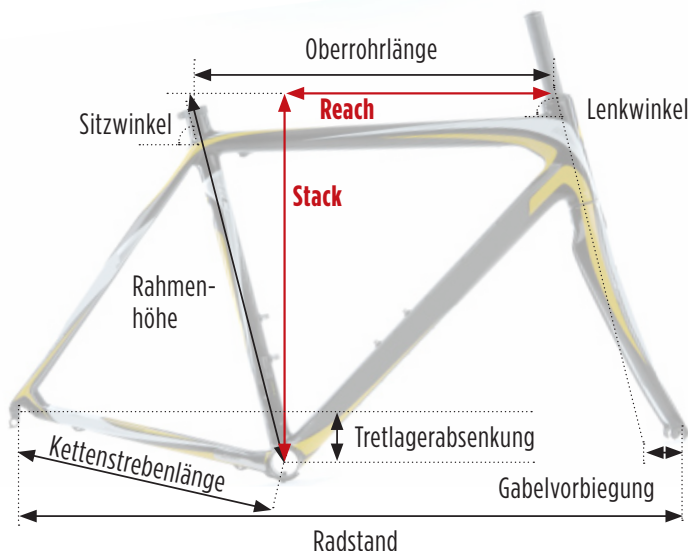 Oberrohrlänge
Reach
Lenkwinkel
Sitzwinkel
Stack
Rahmen-
höhe
Tretlagerabsenkung
Kettenstrebenlänge
Gabelvorbiegung
Radstand